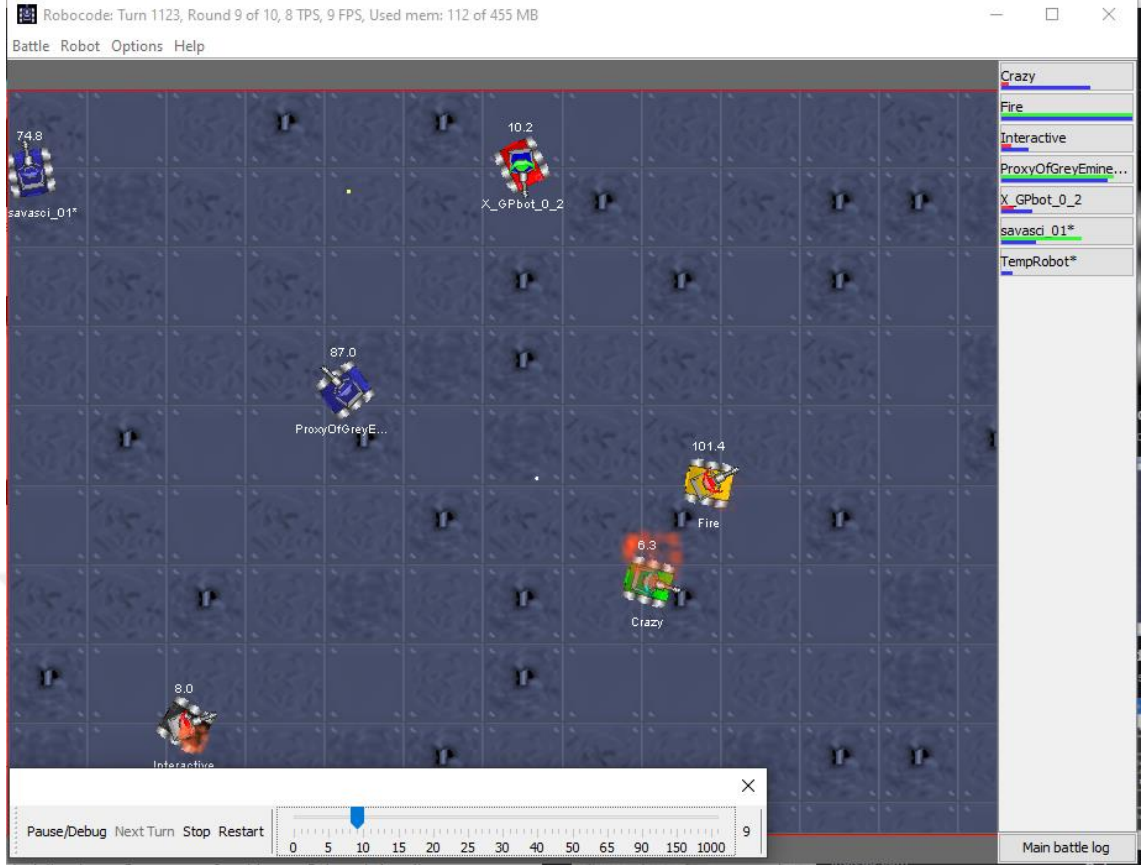 Robocode: Turn 1123, Round 9 of 10, 8 TPS, 9 FPS, Used mem: 112 of 455 MB
Battle Robot Options Help
Crazy
Fire
Interactive
ProxyOfGreyEmine...
X_GPbot_0_2
savasci_01*
TempRobot*
74.8
savasci_01*
10.2
X_GPbot_0_2
87.0
ProxyOfGreyE...
101.4
Fire
6.3
Crazy
8.0
Interactive
Pause/Debug Next Turn Stop Restart
0 5 10 15 20 25 30 40 50 65 90 150 1000
9
Main battle log